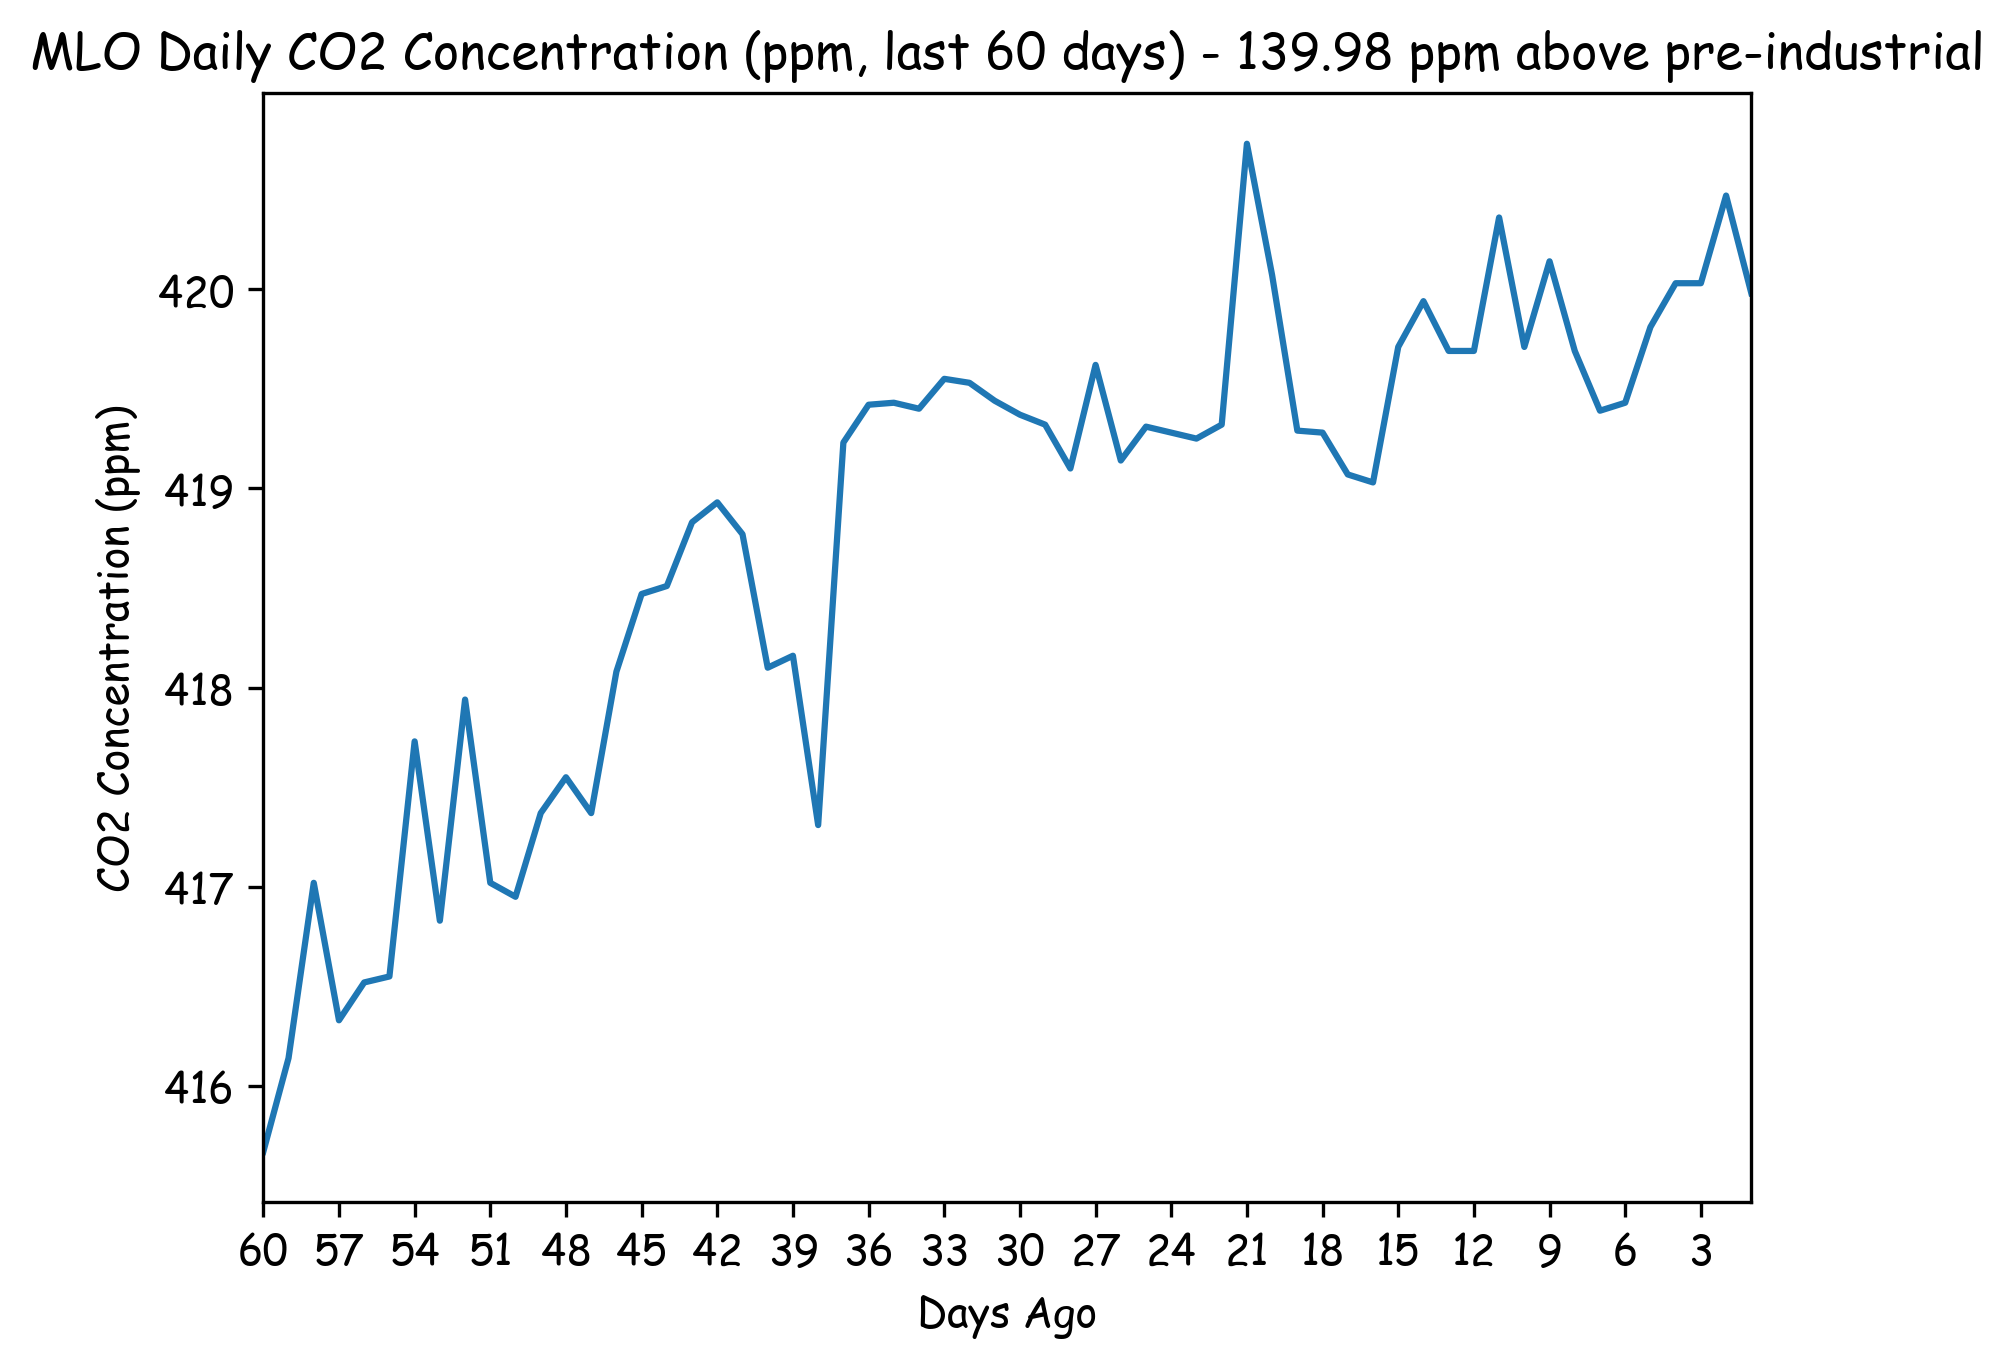 MLO Daily CO2 Concentration (ppm, last 60 days) - 139.98 ppm above pre-industrial
CO2 Concentration (ppm)
420
419
418
417
416
60 57 54 51 48 45 42 39 36 33 30 27 24 21 18 15 12 9 6 3
Days Ago